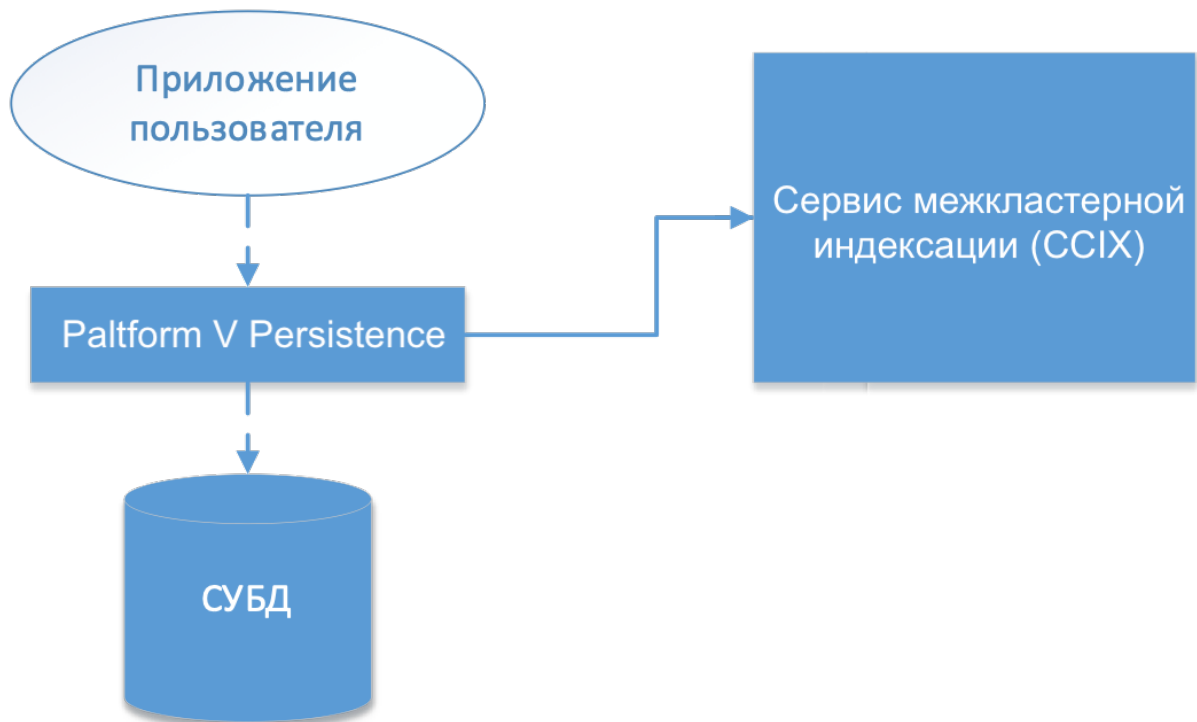 Приложение
пользователя
Сервис межкластерной
индексации (CCIX)
Paltform V Persistence
СУБД